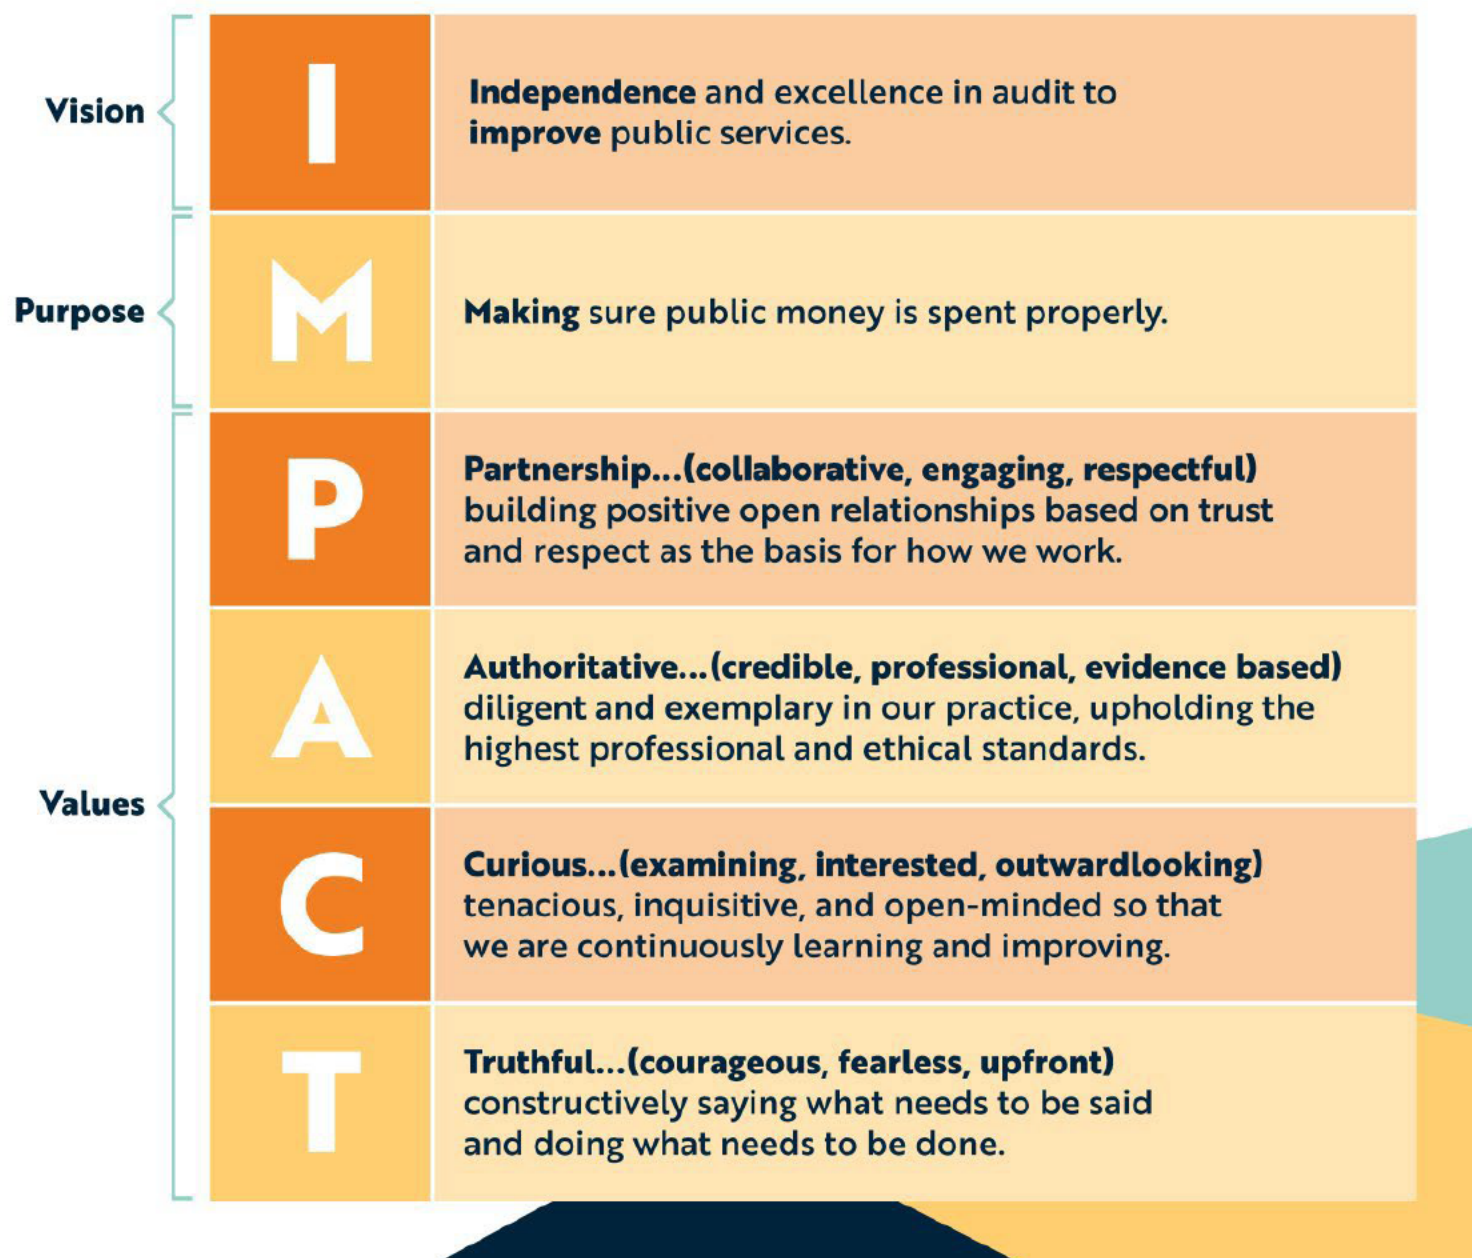 Vision
I
Independence and excellence in audit to
improve public services.
Purpose
M
Making sure public money is spent properly.
Values
P
Partnership...(collaborative, engaging, respectful)
building positive open relationships based on trust
and respect as the basis for how we work.
A
Authoritative...(credible, professional, evidence based)
diligent and exemplary in our practice, upholding the
highest professional and ethical standards.
C
Curious...(examining, interested, outwardlooking)
tenacious, inquisitive, and open-minded so that
we are continuously learning and improving.
T
Truthful...(courageous, fearless, upfront)
constructively saying what needs to be said
and doing what needs to be done.